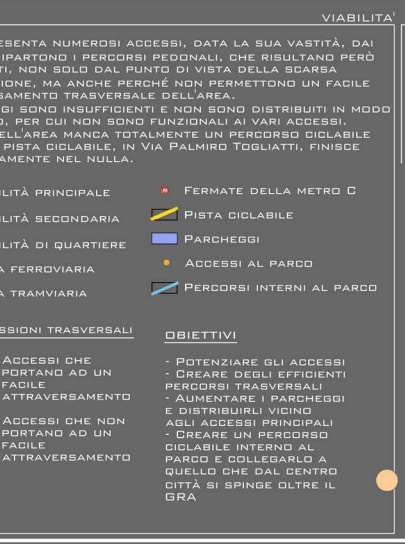 VIABILITA'
ESENTA NUMEROSI ACCESSI, DATA LA SUA VASTITÀ, DAI
IPARTONO I PERCORSI PEDONALI, CHE RISULTANO PERÒ
TI, NON SOLO DAL PUNTO DI VISTA DELLA SCARSA
IONE, MA ANCHE PERCHÉ NON PERMETTONO UN FACILE
SAMENTO TRASVERSALE DELL'AREA.
GI SONO INSUFFICIENTI E NON SONO DISTRIBUITI IN MODO
O, PER CUI NON SONO FUNZIONALI AI VARI ACCESSI.
ELL'AREA MANCA TOTALMENTE UN PERCORSO CICLABILE
PISTA CICLABILE, IN VIA PALMIRO TOGLIATTI, FINISCE
AMENTE NEL NULLA.
ILITÀ PRINCIPALE
ILITÀ SECONDARIA
ILITÀ DI QUARTIERE
A FERROVIARIA
A TRAMVIARIA
FERMATE DELLA METRO C
PISTA CICLABILE
PARCHEGGI
ACCESSI AL PARCO
PERCORSI INTERNI AL PARCO
SSIONI TRASVERSALI
ACCESSI CHE
PORTANO AD UN
FACILE
ATTRAVERSAMENTO
ACCESSI CHE NON
PORTANO AD UN
FACILE
ATTRAVERSAMENTO
OBIETTIVI
- POTENZIARE GLI ACCESSI
- CREARE DEGLI EFFICIENTI
PERCORSI TRASVERSALI
- AUMENTARE I PARCHEGGI
E DISTRIBUIRLI VICINO
AGLI ACCESSI PRINCIPALI
- CREARE UN PERCORSO
CICLABILE INTERNO AL
PARCO E COLLEGARLO A
QUELLO CHE DAL CENTRO
CITTÀ SI SPINGE OLTRE IL
GRA